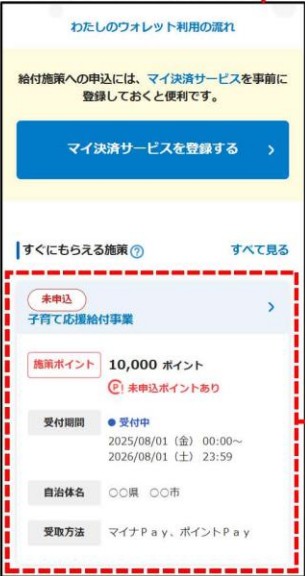 わたしのウォレット利用の流れ
給付施策への申込には、マイ決済サービスを事前に
登録しておくと便利です。
マイ決済サービスを登録する
すぐにもらえる施策? すべて見る
未申込
子育て応援給付事業
施策ポイント 10,000 ポイント
P! 未申込ポイントあり
受付期間 ●受付中
2025/08/01（金） 00:00～
2026/08/01（土） 23:59
自治体名 ○○県 ○○市
受取方法 マイナPay、ポイントPay